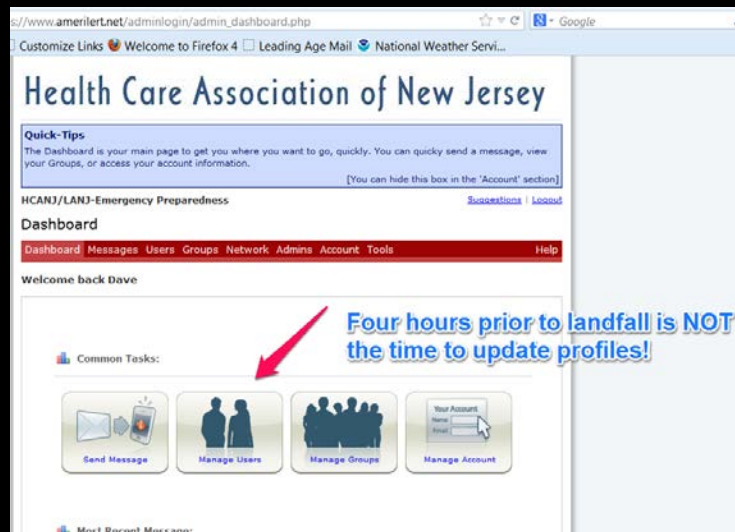 s://www.amerilert.net/adminlogin/admin_dashboard.php
Google
Customize Links Welcome to Firefox 4 Leading Age Mail National Weather Servi...
Health Care Association of New Jersey
Quick-Tips
The Dashboard is your main page to get you where you want to go, quickly. You can quicky send a message, view
your Groups, or access your account information.
[You can hide this box in the 'Account' section]
HCANJ/LANJ-Emergency Preparedness
Suggestions | Logout
Dashboard
Dashboard Messages Users Groups Network Admins Account Tools Help
Welcome back Dave
Four hours prior to landfall is NOT
the time to update profiles!
Common Tasks:
Your Account
Name
Email
Send Message
Manage Users
Manage Groups
Manage Account
Most Recent Message: